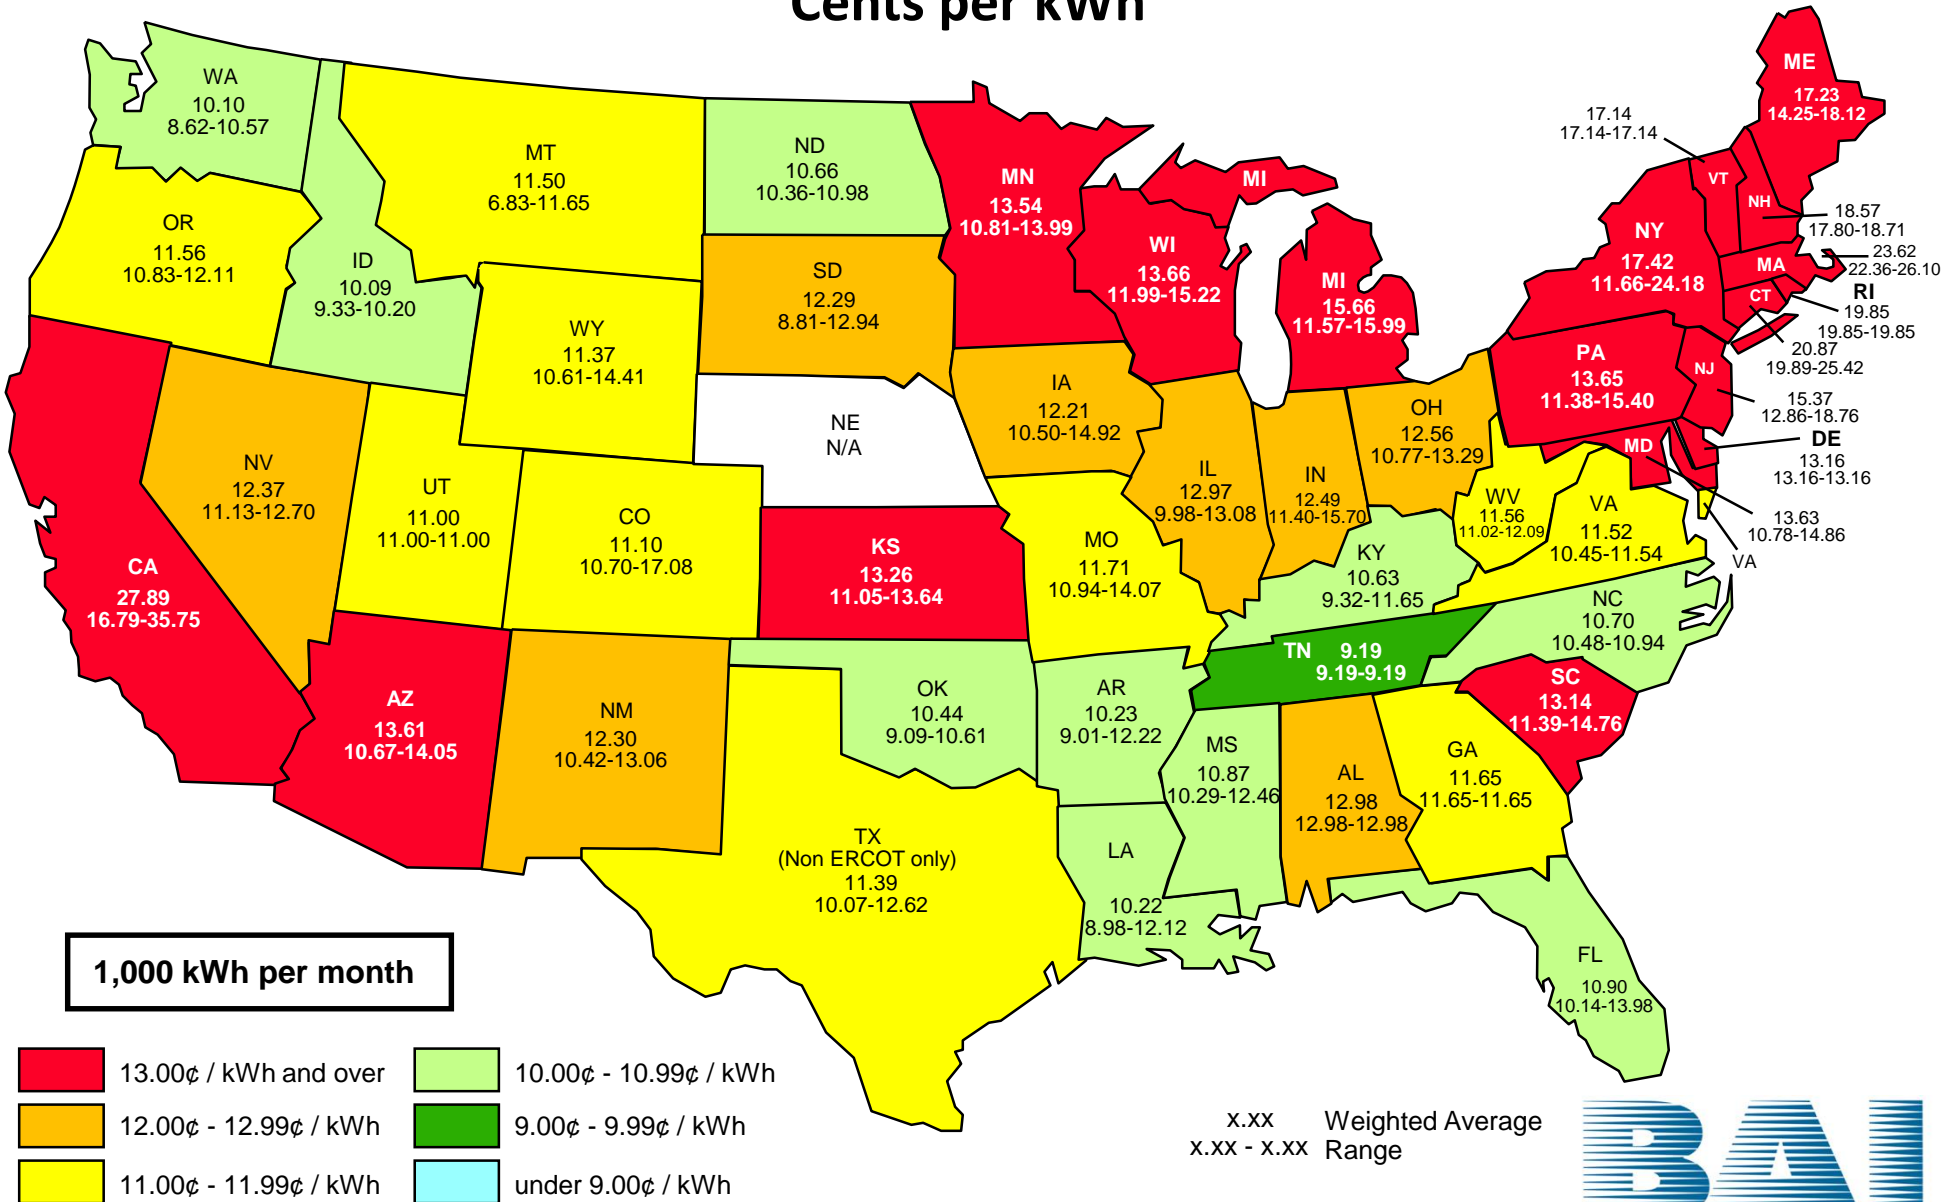 Cents per kWh
WA
10.10
8.62-10.57
MT
11.50
6.83-11.65
ND
10.66
10.36-10.98
MN
13.54
10.81-13.99
MI
WI
13.66
11.99-15.22
MI
15.66
11.57-15.99
ME
17.23
14.25-18.12
17.14
17.14-17.14
VT
NH
18.57
17.80-18.71
NY
17.42
11.66-24.18
MA
23.62
22.36-26.10
CT
RI
19.85
19.85-19.85
20.87
19.89-25.42
OR
11.56
10.83-12.11
ID
10.09
9.33-10.20
WY
11.37
10.61-14.41
SD
12.29
8.81-12.94
IA
12.21
10.50-14.92
PA
13.65
11.38-15.40
NJ
15.37
12.86-18.76
DE
13.16
13.16-13.16
MD
13.63
10.78-14.86
OH
12.56
10.77-13.29
NE
N/A
NV
12.37
11.13-12.70
UT
11.00
11.00-11.00
CO
11.10
10.70-17.08
KS
13.26
11.05-13.64
MO
11.71
10.94-14.07
IL
12.97
9.98-13.08
IN
12.49
11.40-15.70
WV
11.56
11.02-12.09
VA
11.52
10.45-11.54
VA
KY
10.63
9.32-11.65
CA
27.89
16.79-35.75
AZ
13.61
10.67-14.05
NM
12.30
10.42-13.06
OK
10.44
9.09-10.61
AR
10.23
9.01-12.22
TN 9.19
9.19-9.19
NC
10.70
10.48-10.94
SC
13.14
11.39-14.76
MS
10.87
10.29-12.46
AL
12.98
12.98-12.98
GA
11.65
11.65-11.65
TX
(Non ERCOT only)
11.39
10.07-12.62
LA
10.22
8.98-12.12
FL
10.90
10.14-13.98
1,000 kWh per month
13.00¢ / kWh and over
12.00¢ - 12.99¢ / kWh
11.00¢ - 11.99¢ / kWh
10.00¢ - 10.99¢ / kWh
9.00¢ - 9.99¢ / kWh
under 9.00¢ / kWh
x.xx Weighted Average
x.xx - x.xx Range
BAI